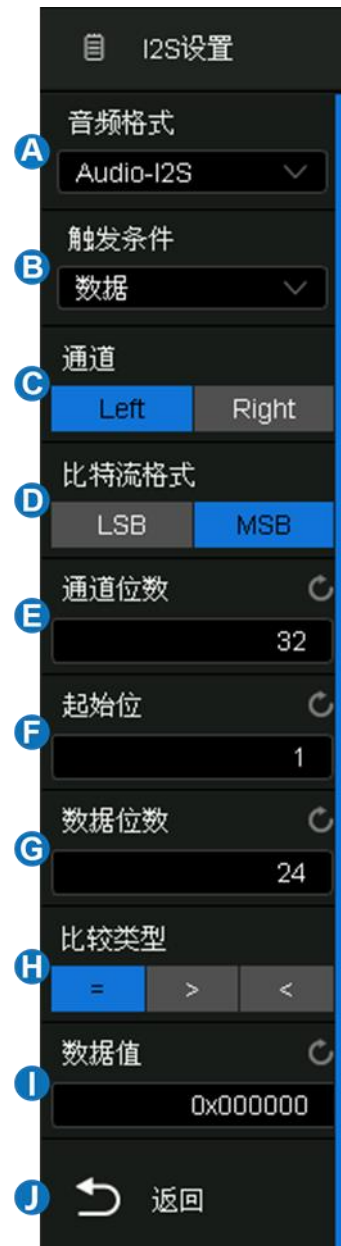 I2S设置
音频格式
A
Audio-I2S
触发条件
B
数据
通道
C
Left Right
比特流格式
D
LSB MSB
通道位数
E
32
起始位
F
1
数据位数
G
24
比较类型
H
= > <
数据值
I
0x000000
J 返回